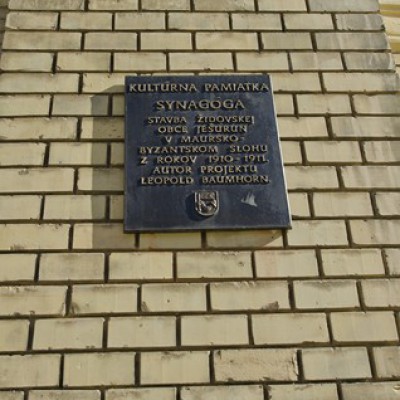 KULTÚRNA PAMIATKA
SYNAGÓGA
STAVBA ŽIDOVSKEJ
OBCE JEŠURUN
V MAURSKO-
BYZANTSKOM SLOHU
Z ROKOV 1910-1911.
AUTOR PROJEKTU
LEOPOLD BAUMHORN.